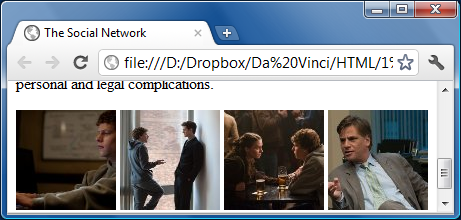 The Social Network
file:///D:/Dropbox/Da%20Vinci/HTML/1%
personal and legal complications.